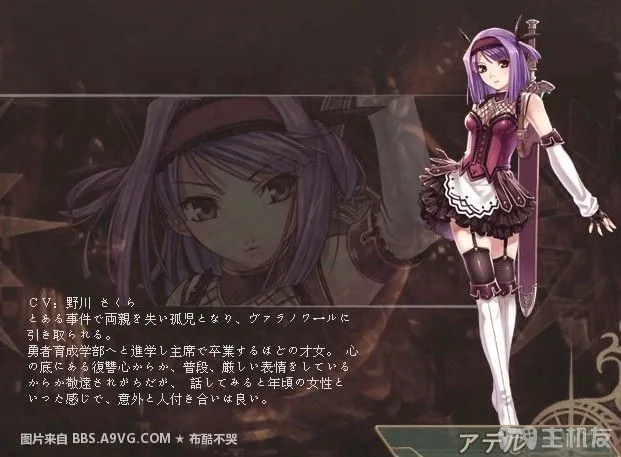 CV：野川 さくら
とある事件で両親を失い孤児となり、ヴァラノワールに
引き取られる。
勇者育成学部へと進学し主席で卒業するほどの才女。 心
の底にある復讐心からか、普段、厳しい表情をしている
からか敬遠されがちだが、 話してみると年頃の女性と
いった感じで、意外と人付き合いは良い。
图片来自 BBS.A9VG.COM ★ 布酷不哭
アデル
主机友